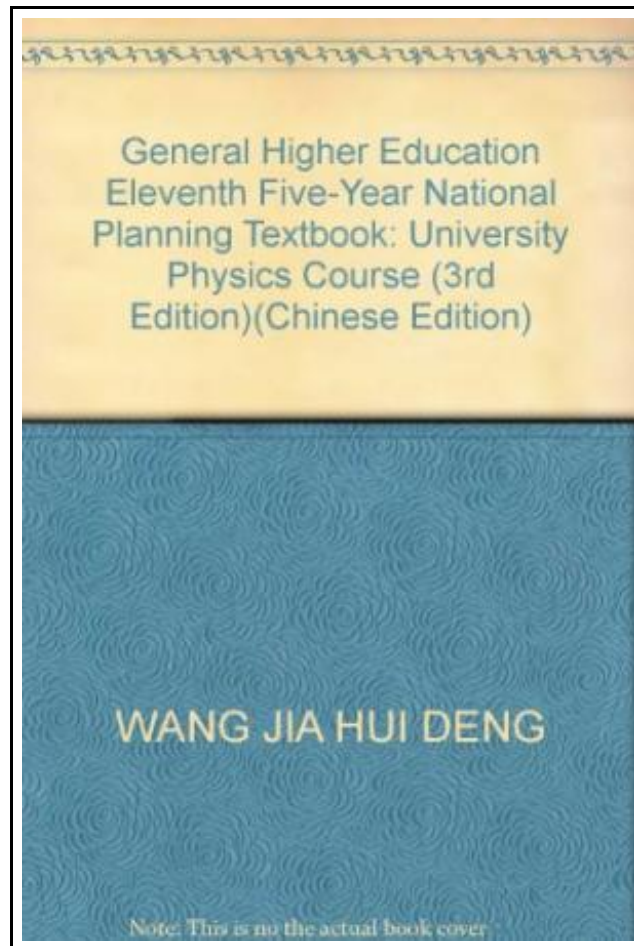 General Higher Education
Eleventh Five-Year National
Planning Textbook: University
Physics Course (3rd
Edition)(Chinese Edition)
WANG JIA HUI DENG
Note: This is no the actual book cover